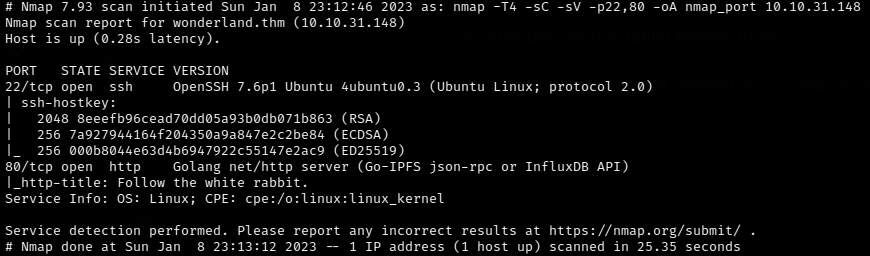 # Nmap 7.93 scan initiated Sun Jan  8 23:12:46 2023 as: nmap -T4 -sC -sV -p22,80 -oA nmap_port 10.10.31.148
Nmap scan report for wonderland.thm (10.10.31.148)
Host is up (0.28s latency).
PORT   STATE SERVICE VERSION
22/tcp open  ssh     OpenSSH 7.6p1 Ubuntu 4ubuntu0.3 (Ubuntu Linux; protocol 2.0)
| ssh-hostkey:
|   2048 8eeefb96cead70dd05a93b0db071b863 (RSA)
|   256 7a927944164f204350a9a847e2c2be84 (ECDSA)
|_  256 000b8044e63d4b6947922c55147e2ac9 (ED25519)
80/tcp open  http    Golang net/http server (Go-IPFS json-rpc or InfluxDB API)
|_http-title: Follow the white rabbit.
Service Info: OS: Linux; CPE: cpe:/o:linux:linux_kernel
Service detection performed. Please report any incorrect results at https://nmap.org/submit/ .
# Nmap done at Sun Jan  8 23:13:12 2023 -- 1 IP address (1 host up) scanned in 25.35 seconds